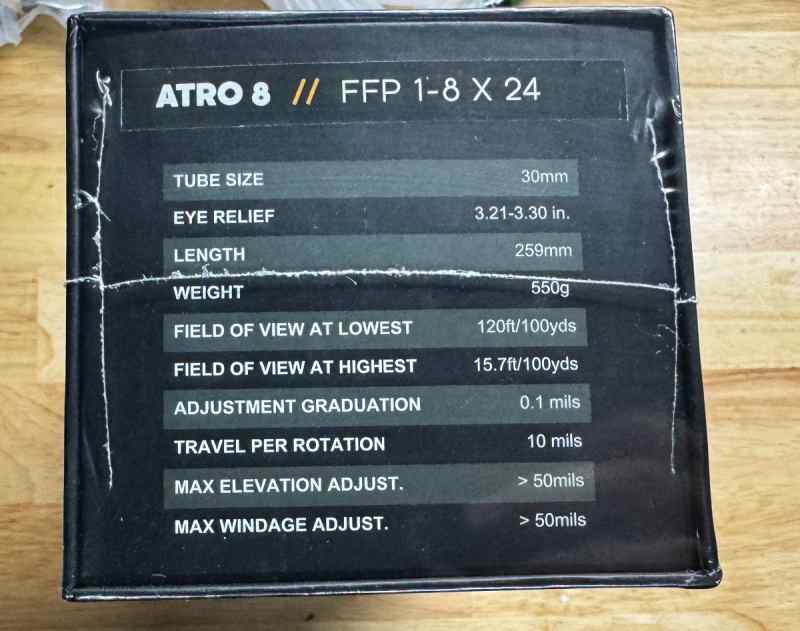 ATRO 8 // FFP 1-8 X 24
TUBE SIZE 30mm
EYE RELIEF 3.21-3.30 in.
LENGTH 259mm
WEIGHT 550g
FIELD OF VIEW AT LOWEST 120ft/100yds
FIELD OF VIEW AT HIGHEST 15.7ft/100yds
ADJUSTMENT GRADUATION 0.1 mils
TRAVEL PER ROTATION 10 mils
MAX ELEVATION ADJUST. > 50mils
MAX WINDAGE ADJUST. > 50mils